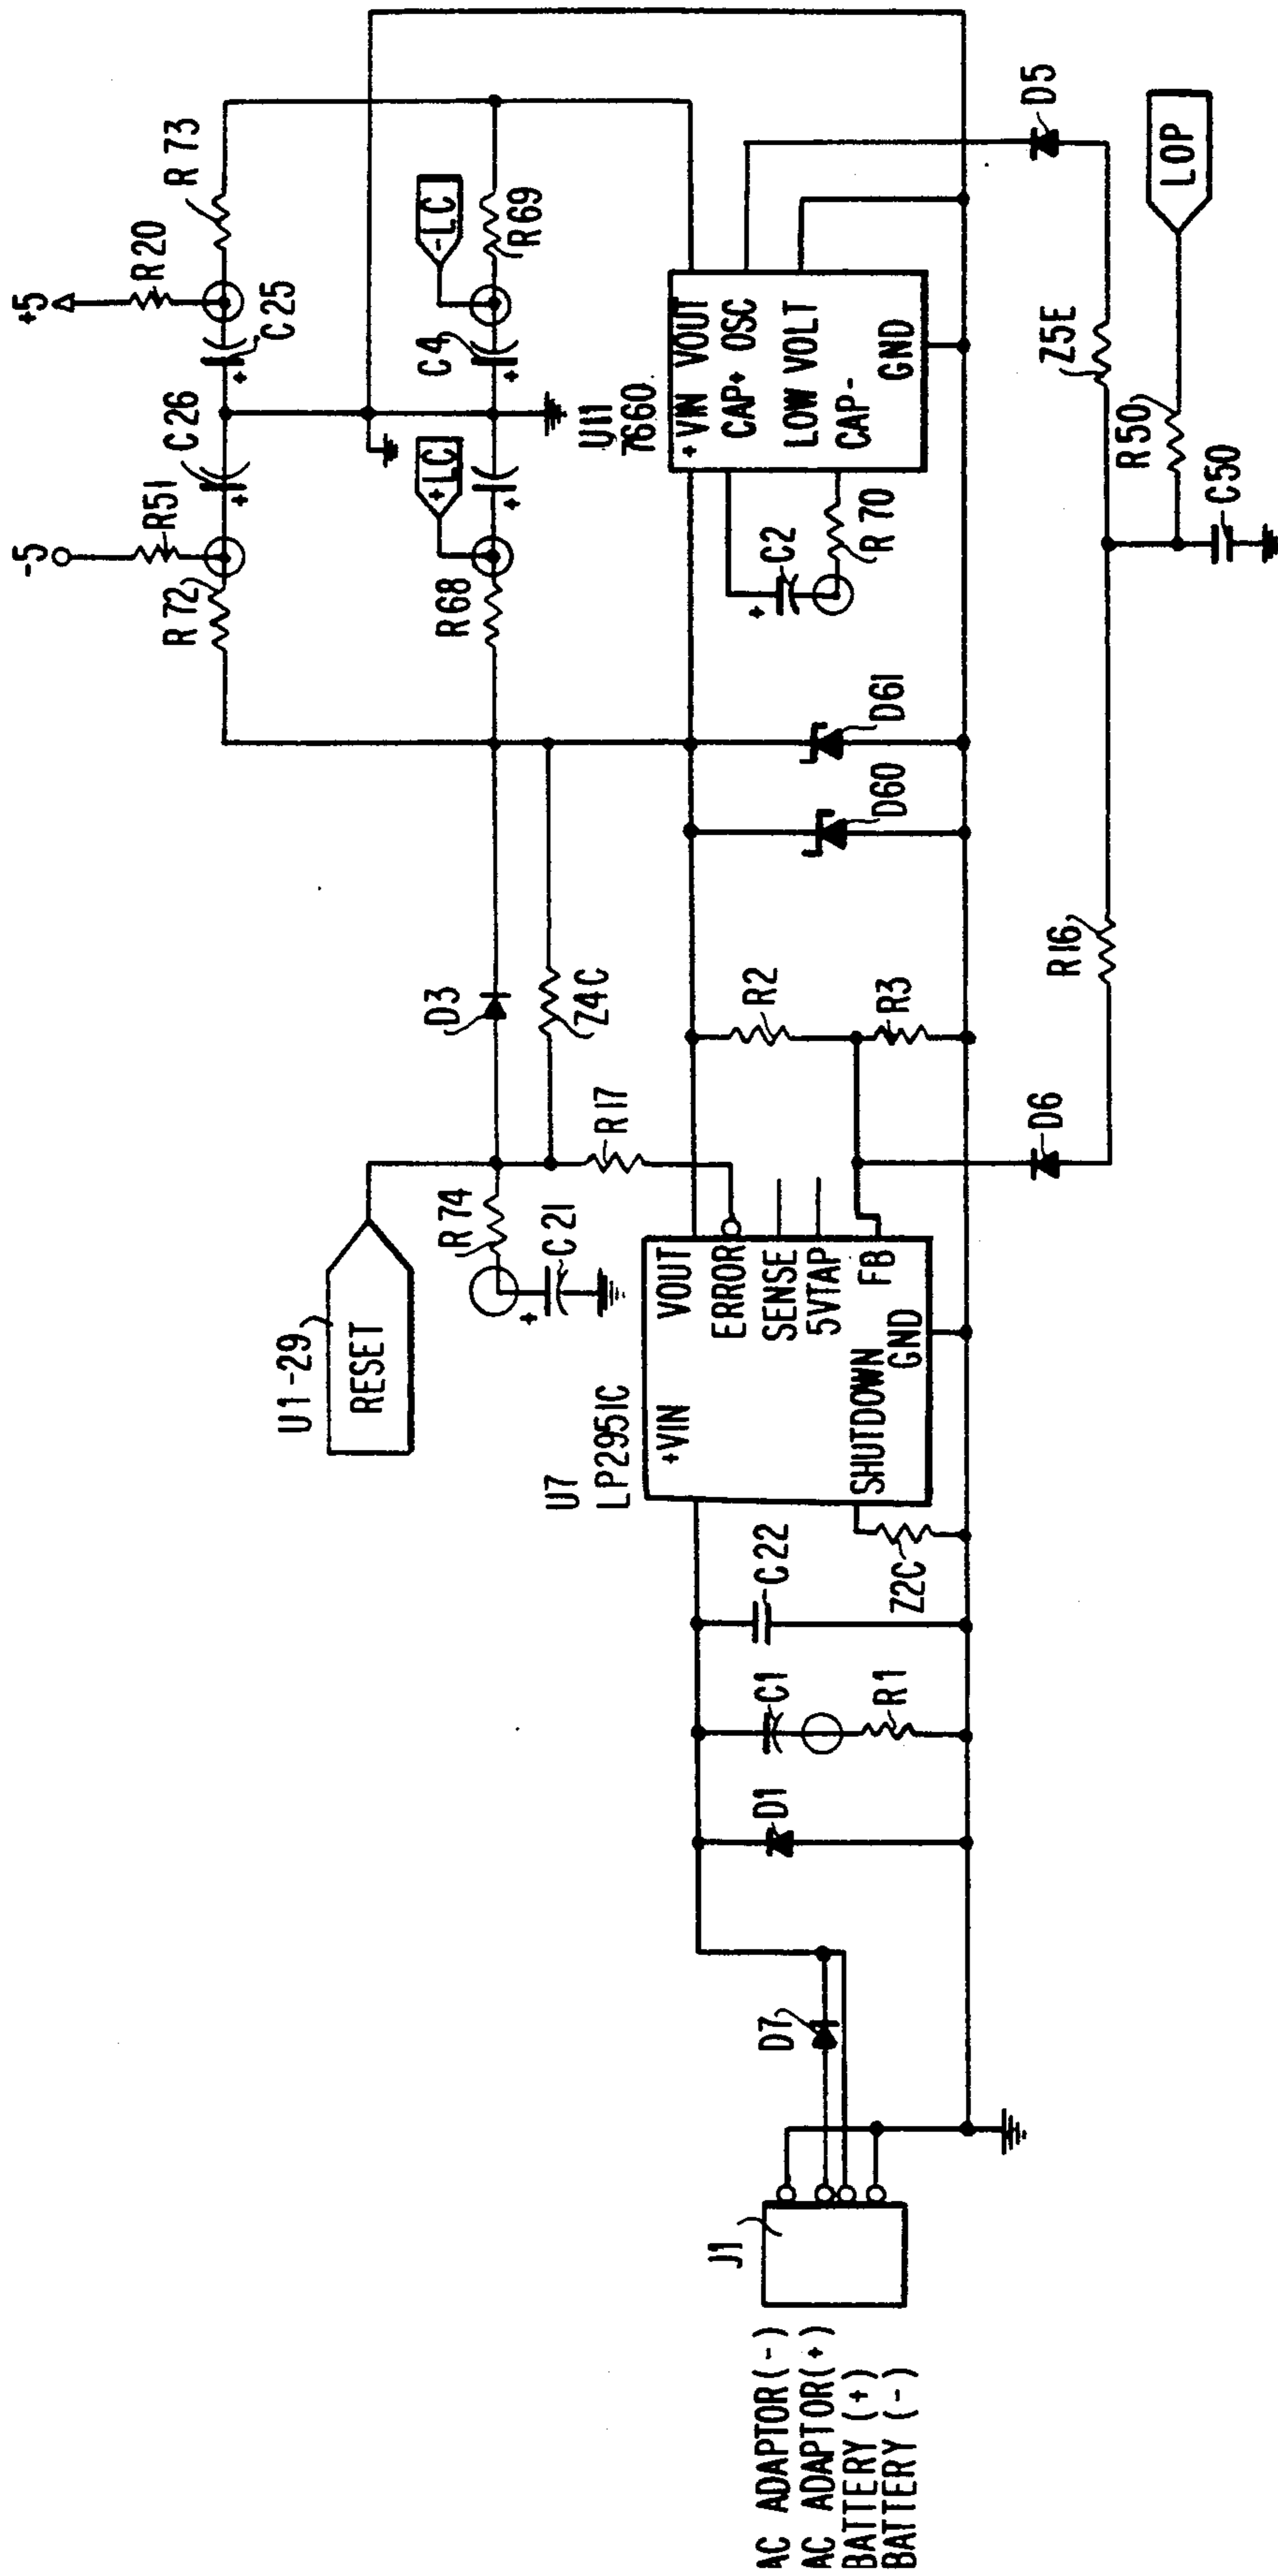 AC ADAPTOR(-)
AC ADAPTOR(+)
BATTERY (+)
BATTERY (-)
J1
D7
D1
C1
R1
C22
Z2C
U7
LP2951C
+VIN
SHUTDOWN
GND
VOUT
ERROR
SENSE
5VTAP
FB
U1-29
RESET
R74
+
C21
R17
D3
Z4C
R2
R3
D6
R16
D60
D61
R72
-5
R51
C26
+
+5
R20
C25
+
R73
R68
+LC
+
C4
+
-LC
R69
U11
7660
+VIN VOUT
CAP+ OSC
LOW VOLT
CAP-
GND
+
C2
R70
D5
Z5E
R50
C50
LOP